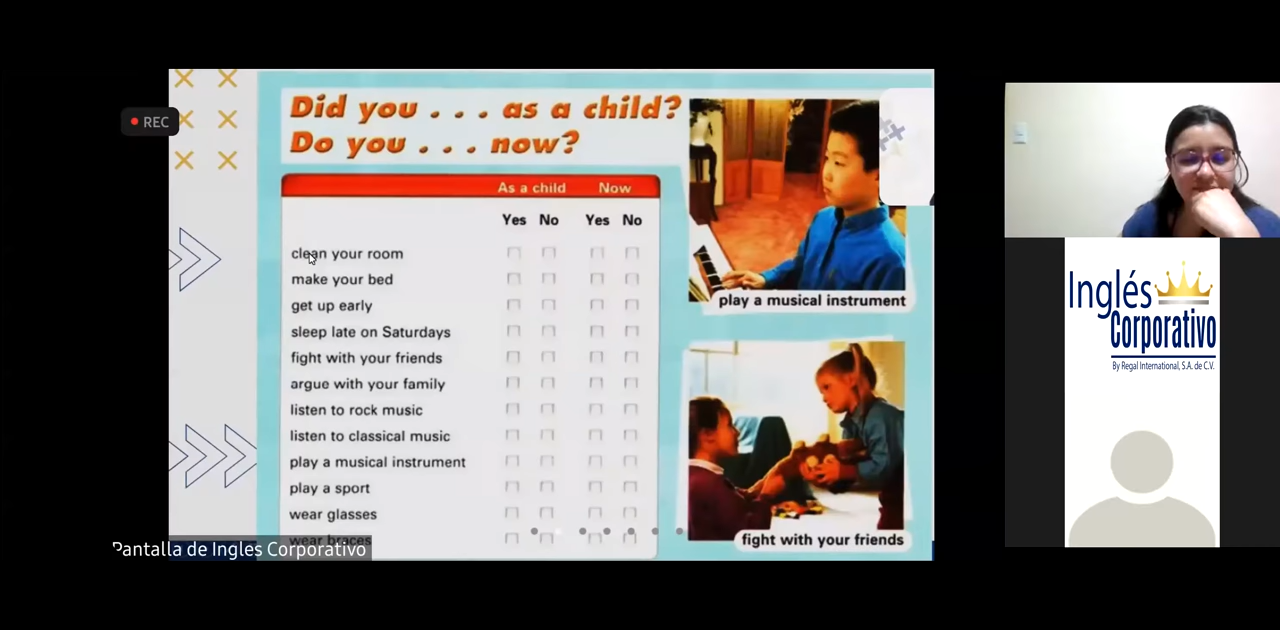 REC
Did you . . . as a child?
Do you . . . now?
As a child Now
Yes No Yes No
clean your room
make your bed
get up early
sleep late on Saturdays
fight with your friends
argue with your family
listen to rock music
listen to classical music
play a musical instrument
play a sport
wear glasses
wear braces
play a musical instrument
fight with your friends
Pantalla de Ingles Corporativo
Inglés
Corporativo
By Regal International, S.A. de C.V.